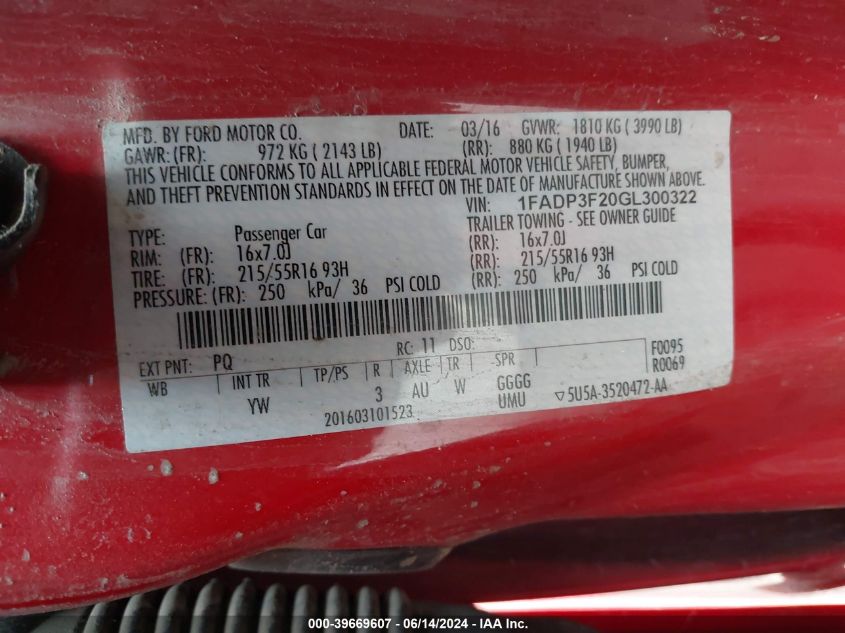 MFD. BY FORD MOTOR CO. DATE: 03/16 GVWR: 1810 KG ( 3990 LB)
GAWR: (FR): 972 KG ( 2143 LB) (RR): 880 KG ( 1940 LB)
THIS VEHICLE CONFORMS TO ALL APPLICABLE FEDERAL MOTOR VEHICLE SAFETY, BUMPER,
AND THEFT PREVENTION STANDARDS IN EFFECT ON THE DATE OF MANUFACTURE SHOWN ABOVE.
VIN: 1FADP3F20GL300322
TRAILER TOWING - SEE OWNER GUIDE
TYPE: Passenger Car
RIM: (FR): 16x7.0J (RR): 16x7.0J
TIRE: (FR): 215/55R16 93H (RR): 215/55R16 93H
PRESSURE: (FR): 250 kPa/ 36 PSI COLD (RR): 250 kPa/ 36 PSI COLD
EXT PNT: PQ RC: 11 DSO: F0095
R0069
WB INT TR TP/PS R AXLE TR SPR
YW 3 AU W GGGG
UMU
201603101523 ▽5U5A-3520472-AA
000-39669607 - 06/14/2024 - IAA Inc.